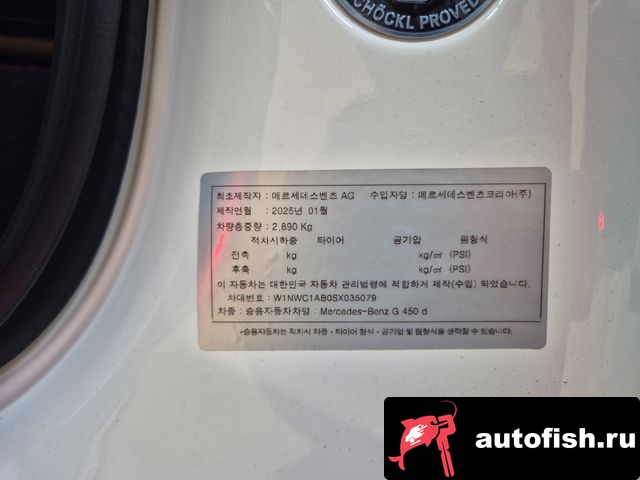 SCHÖCKL PROVED
최초제작자 : 메르세데스벤츠 AG 수입자명 : 메르세데스벤츠코리아(주)
제작연월 : 2025년 01월
차량총중량 : 2,890 Kg
적차시하중 타이어 공기압 림형식
전축 kg kg/㎠ (PSI)
후축 kg kg/㎠ (PSI)
이 자동차는 대한민국 자동차 관리법령에 적합하게 제작(수입) 되었음
차대번호 : W1NWC1AB0SX035079
차종 : 승용자동차차명 : Mercedes-Benz G 450 d
*승용자동차는 적차시 하중·타이어 형식·공기압 및 림형식을 생략할 수 있음.
autofish.ru